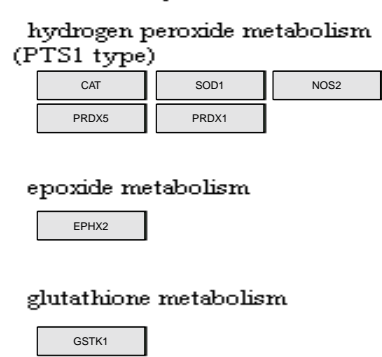 hydrogen peroxide metabolism
(PTS1 type)
CAT SOD1 NOS2
PRDX5 PRDX1
epoxide metabolism
EPHX2
glutathione metabolism
GSTK1